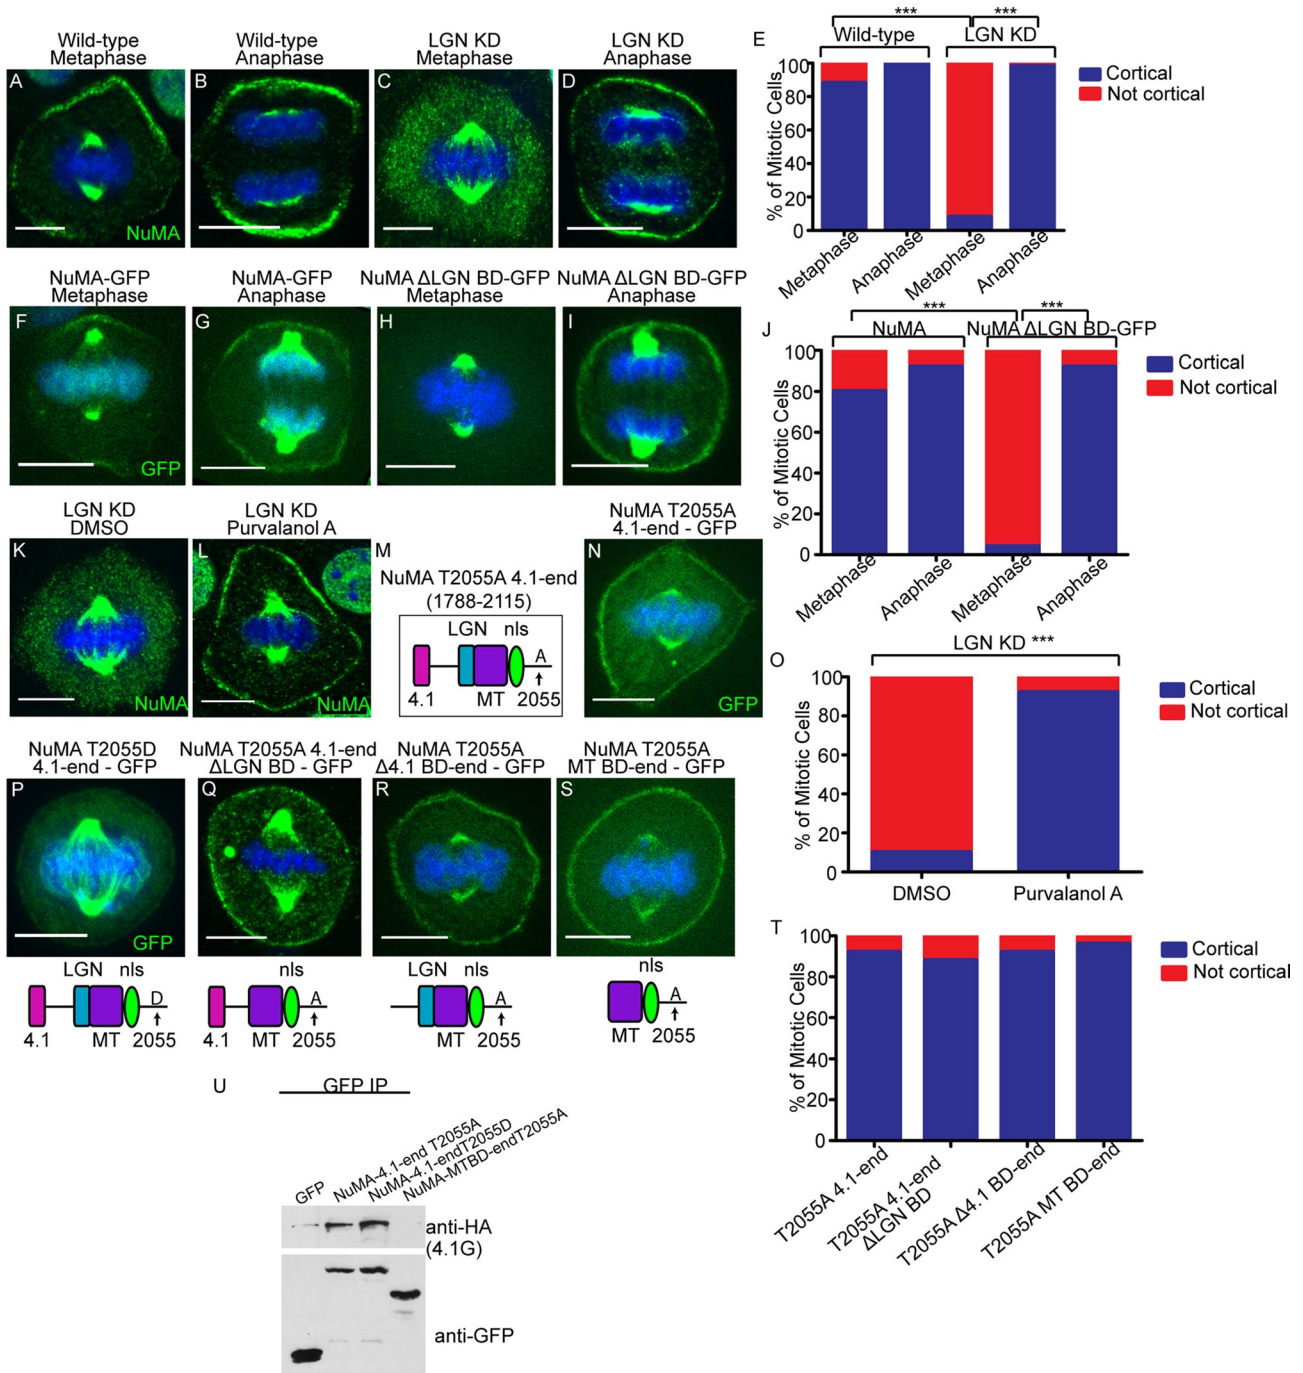 Wild-type
Metaphase
Wild-type
Anaphase
LGN KD
Metaphase
LGN KD
Anaphase
A
NuMA
B
C
D
E
***
***
Wild-type
LGN KD
% of Mitotic Cells
100
80
60
40
20
0
Metaphase
Anaphase
Metaphase
Anaphase
Cortical
Not cortical
NuMA-GFP
Metaphase
NuMA-GFP
Anaphase
NuMA ΔLGN BD-GFP
Metaphase
NuMA ΔLGN BD-GFP
Anaphase
F
GFP
G
H
I
J
***
***
NuMA
NuMA ΔLGN BD-GFP
% of Mitotic Cells
100
80
60
40
20
0
Metaphase
Anaphase
Metaphase
Anaphase
Cortical
Not cortical
LGN KD
DMSO
LGN KD
Purvalanol A
K
NuMA
L
NuMA
M
NuMA T2055A 4.1-end
(1788-2115)
LGN nls
A
4.1 MT 2055
NuMA T2055A
4.1-end - GFP
N
GFP
O
LGN KD ***
% of Mitotic Cells
100
80
60
40
20
0
DMSO
Purvalanol A
Cortical
Not cortical
NuMA T2055D
4.1-end - GFP
NuMA T2055A 4.1-end
ΔLGN BD - GFP
NuMA T2055A
Δ4.1 BD-end - GFP
NuMA T2055A
MT BD-end - GFP
P
GFP
Q
R
S
LGN nls
D
4.1 MT 2055
nls
A
4.1 MT 2055
LGN nls
A
MT 2055
nls
A
MT 2055
T
% of Mitotic Cells
100
80
60
40
20
0
T2055A 4.1-end
T2055A 4.1-end
ΔLGN BD
T2055A Δ4.1 BD-end
T2055A MT BD-end
Cortical
Not cortical
U
GFP IP
GFP
NuMA-4.1-end T2055A
NuMA-4.1-endT2055D
NuMA-MTBD-endT2055A
anti-HA
(4.1G)
anti-GFP